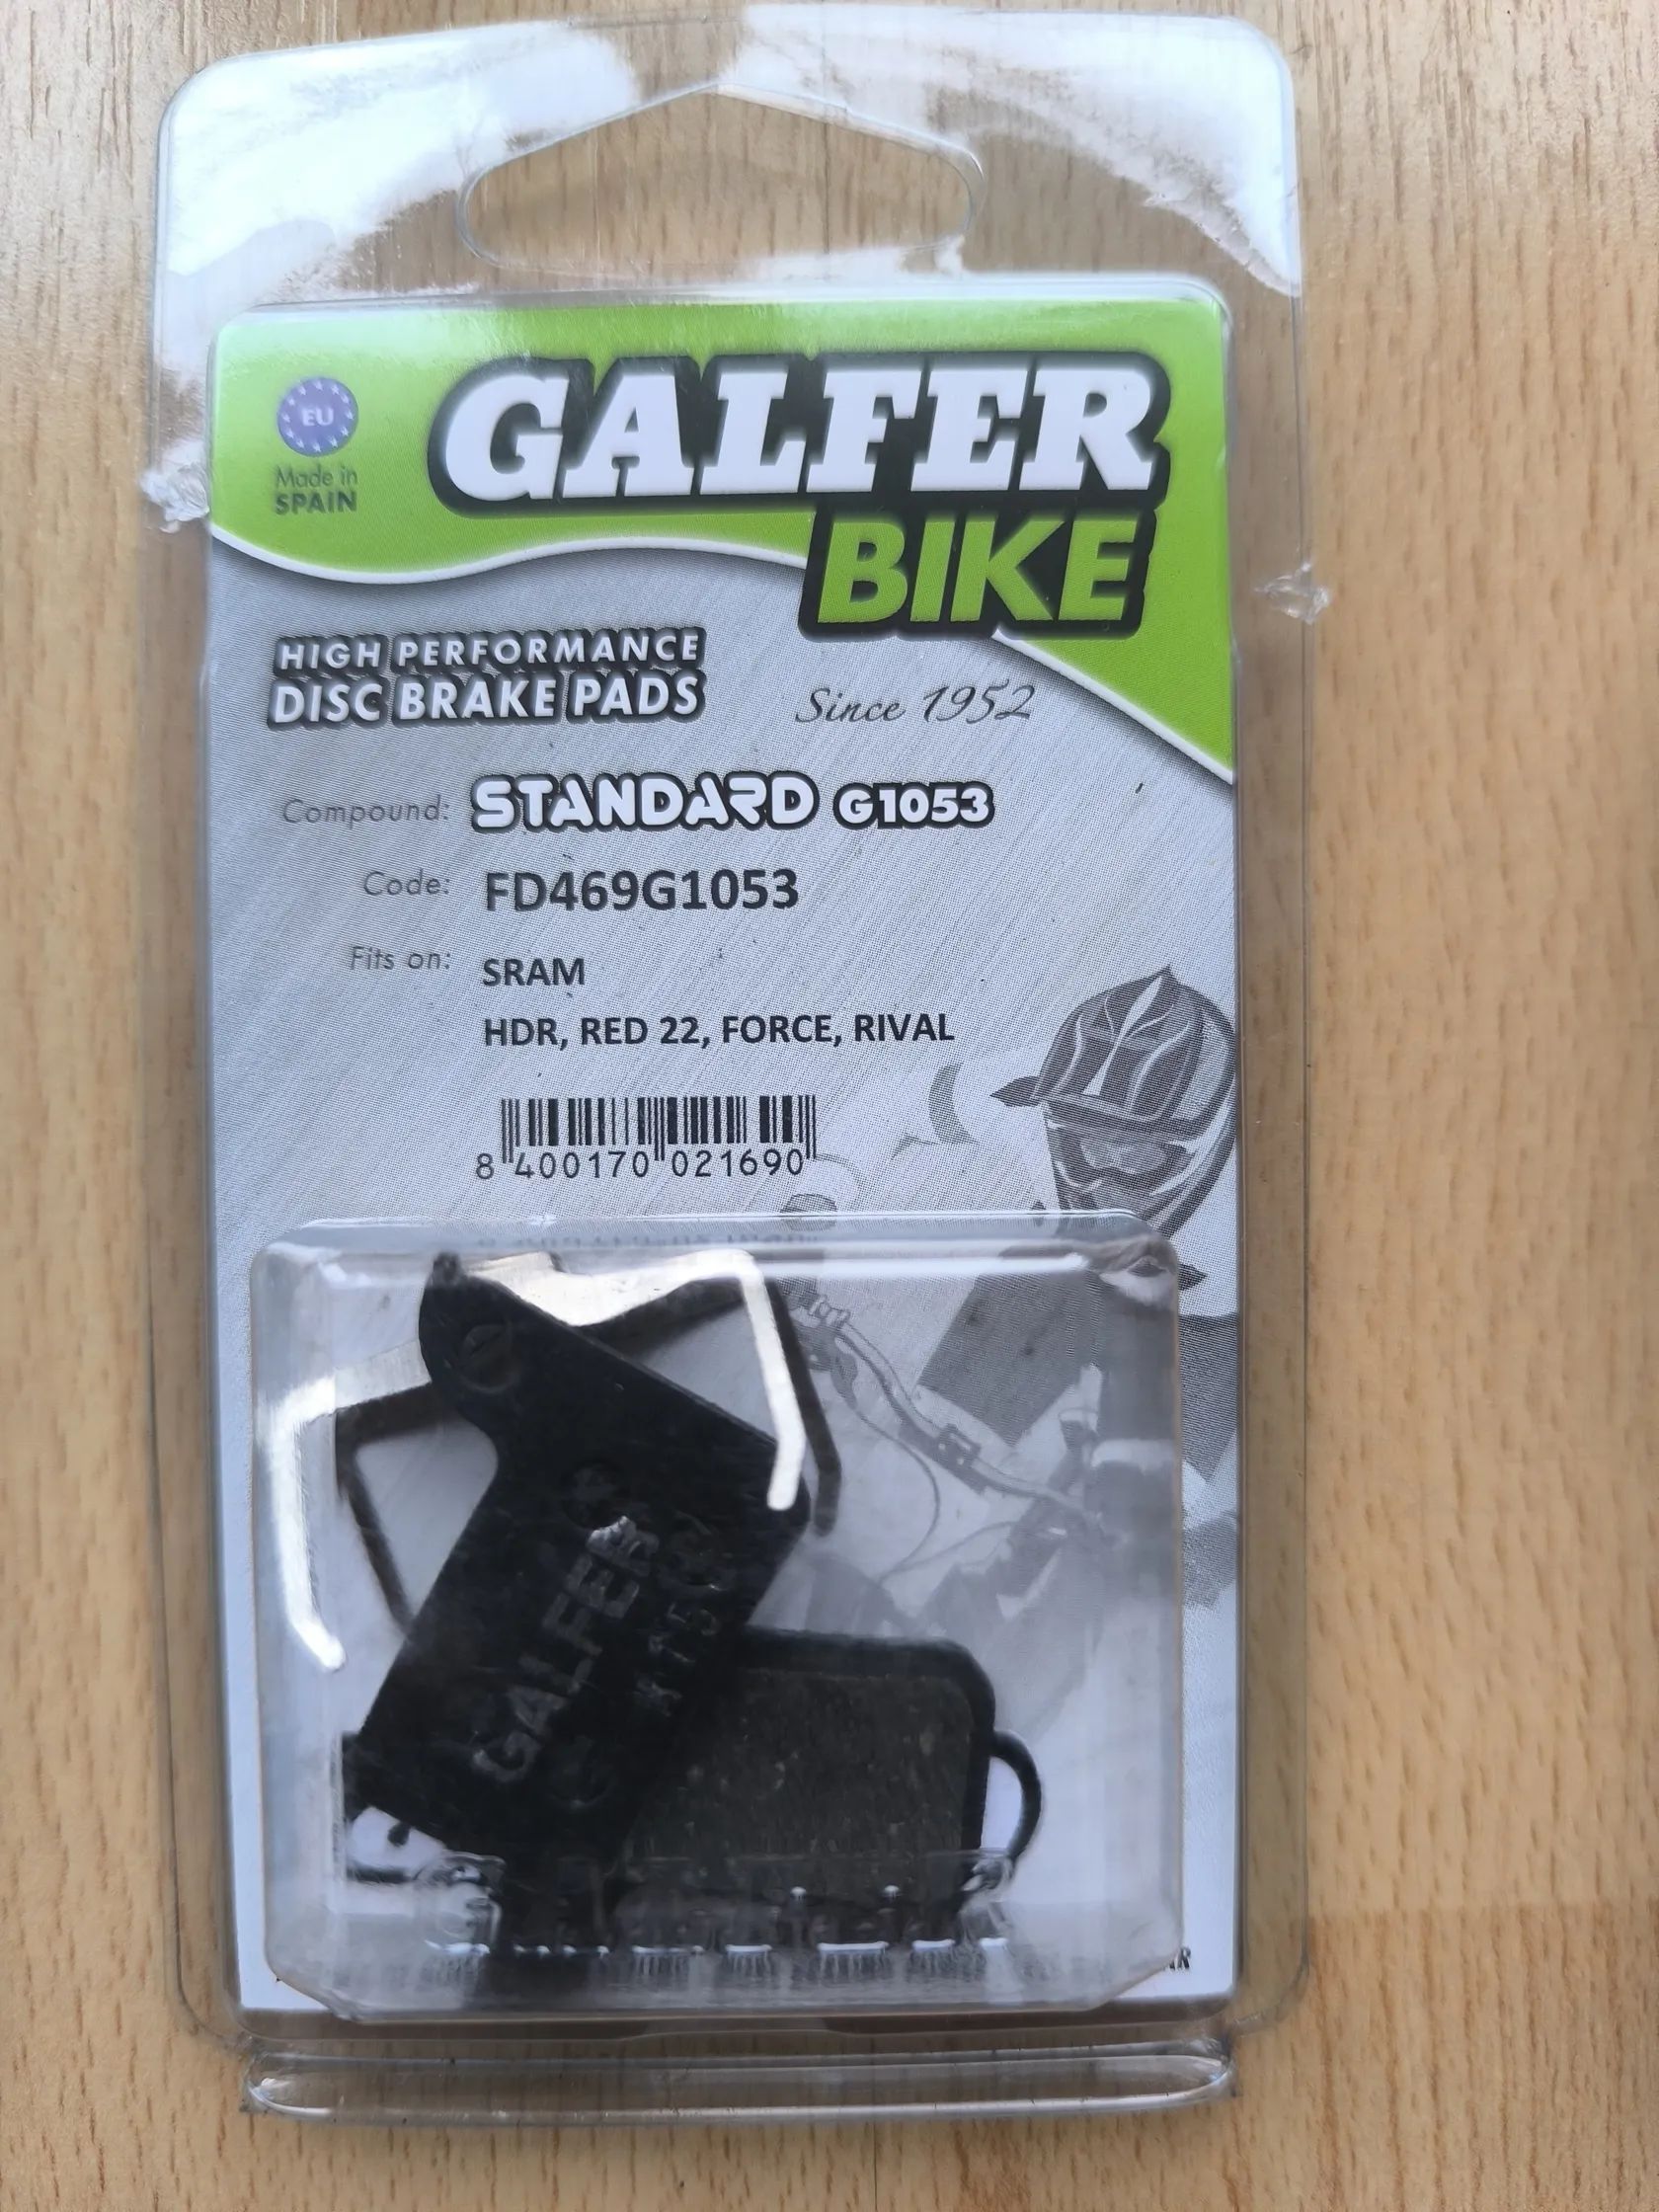 EU
Made in
SPAIN
GALFER
BIKE
HIGH PERFORMANCE
DISC BRAKE PADS
Since 1952
Compound: STANDARD G1053
Code: FD469G1053
Fits on: SRAM
HDR, RED 22, FORCE, RIVAL
8 400170 021690
GALFER